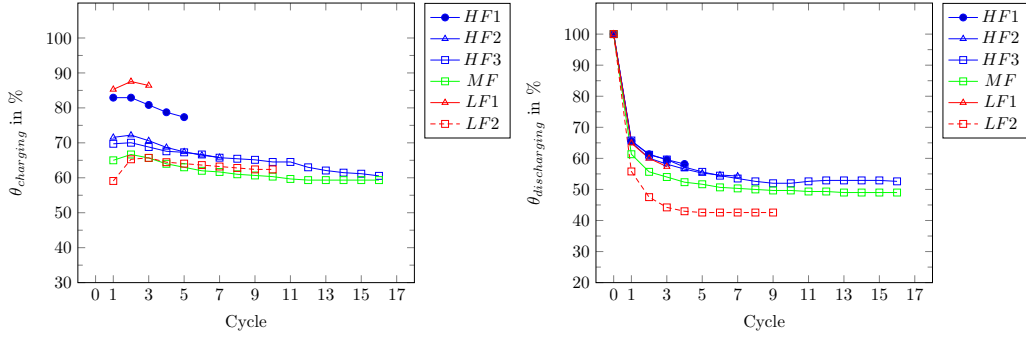 θcharging in %
100
90
80
70
60
50
40
30
0 1 3 5 7 9 11 13 15 17
Cycle
HF1
HF2
HF3
MF
LF1
LF2
θdischarging in %
100
90
80
70
60
50
40
30
20
0 1 3 5 7 9 11 13 15 17
Cycle
HF1
HF2
HF3
MF
LF1
LF2